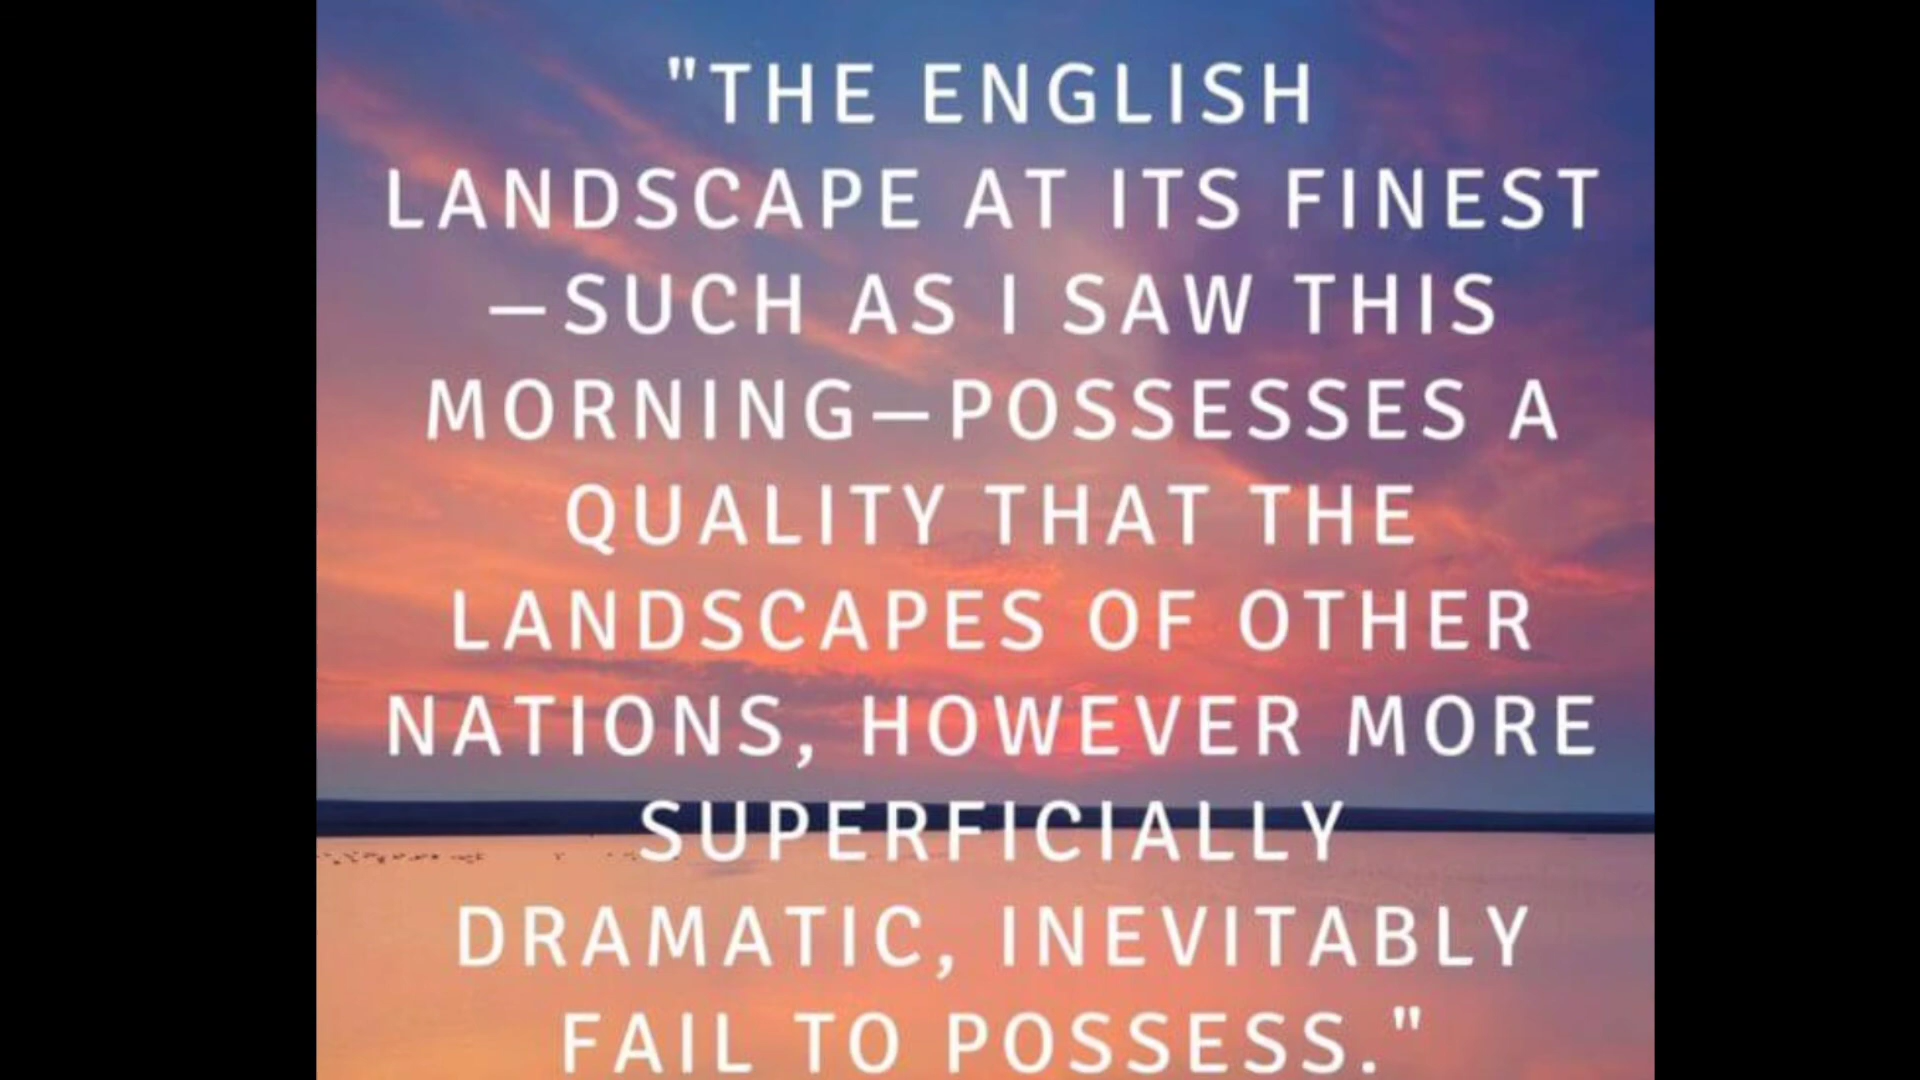 "THE ENGLISH
LANDSCAPE AT ITS FINEST
—SUCH AS I SAW THIS
MORNING—POSSESSES A
QUALITY THAT THE
LANDSCAPES OF OTHER
NATIONS, HOWEVER MORE
SUPERFICIALLY
DRAMATIC, INEVITABLY
FAIL TO POSSESS."